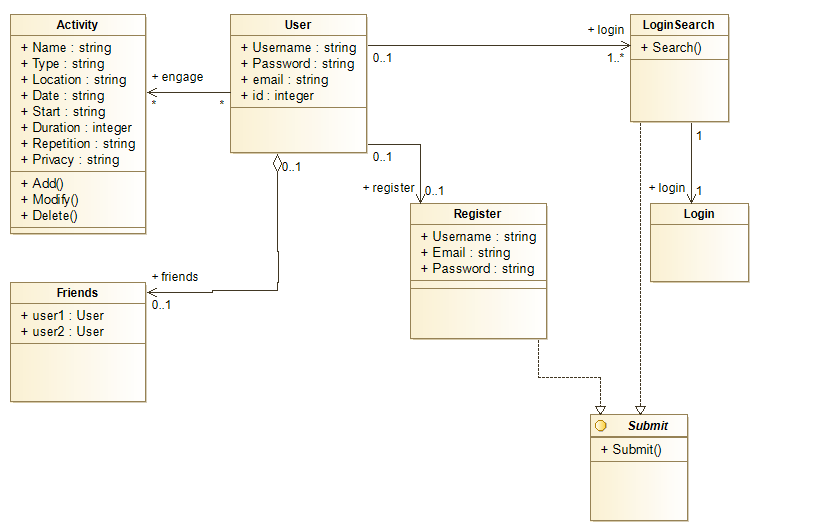 Activity
+ Name : string
+ Type : string
+ Location : string
+ Date : string
+ Start : string
+ Duration : integer
+ Repetition : string
+ Privacy : string
+ Add()
+ Modify()
+ Delete()
+ engage
*
*
User
+ Username : string
+ Password : string
+ email : string
+ id : integer
0..1
+ login
1..*
LoginSearch
+ Search()
1
+ login
1
Login
0..1
0..1
+ register
0..1
Register
+ Username : string
+ Email : string
+ Password : string
+ friends
0..1
Friends
+ user1 : User
+ user2 : User
Submit
+ Submit()